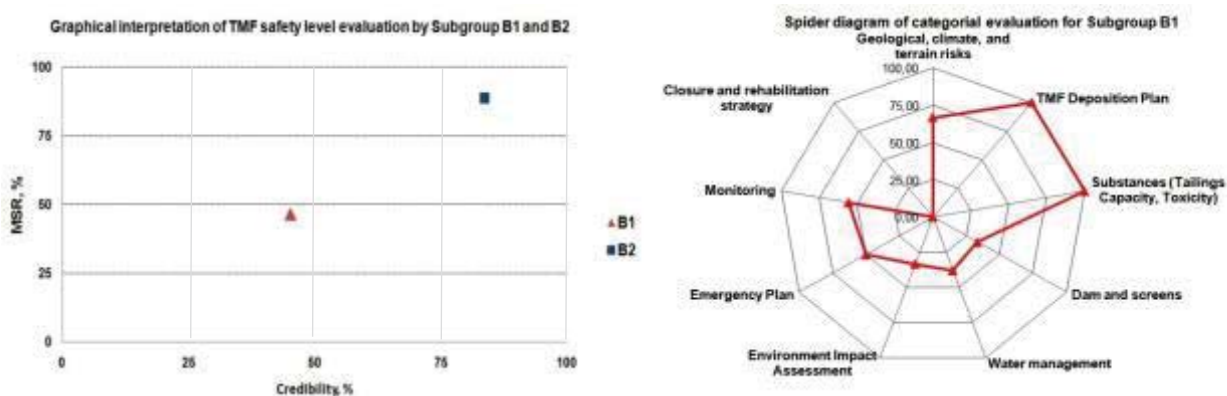 Graphical interpretation of TMF safety level evaluation by Subgroup B1 and B2
100
75
50
25
0
MSR, %
0
25
50
75
100
Credibility, %
B1
B2
Spider diagram of categorial evaluation for Subgroup B1
Geological, climate, and
terrain risks
100,00
75,00
50,00
25,00
0,00
TMF Deposition Plan
Substances (Tailings
Capacity, Toxicity)
Dam and screens
Water management
Environment Impact
Assessment
Emergency Plan
Monitoring
Closure and rehabilitation
strategy